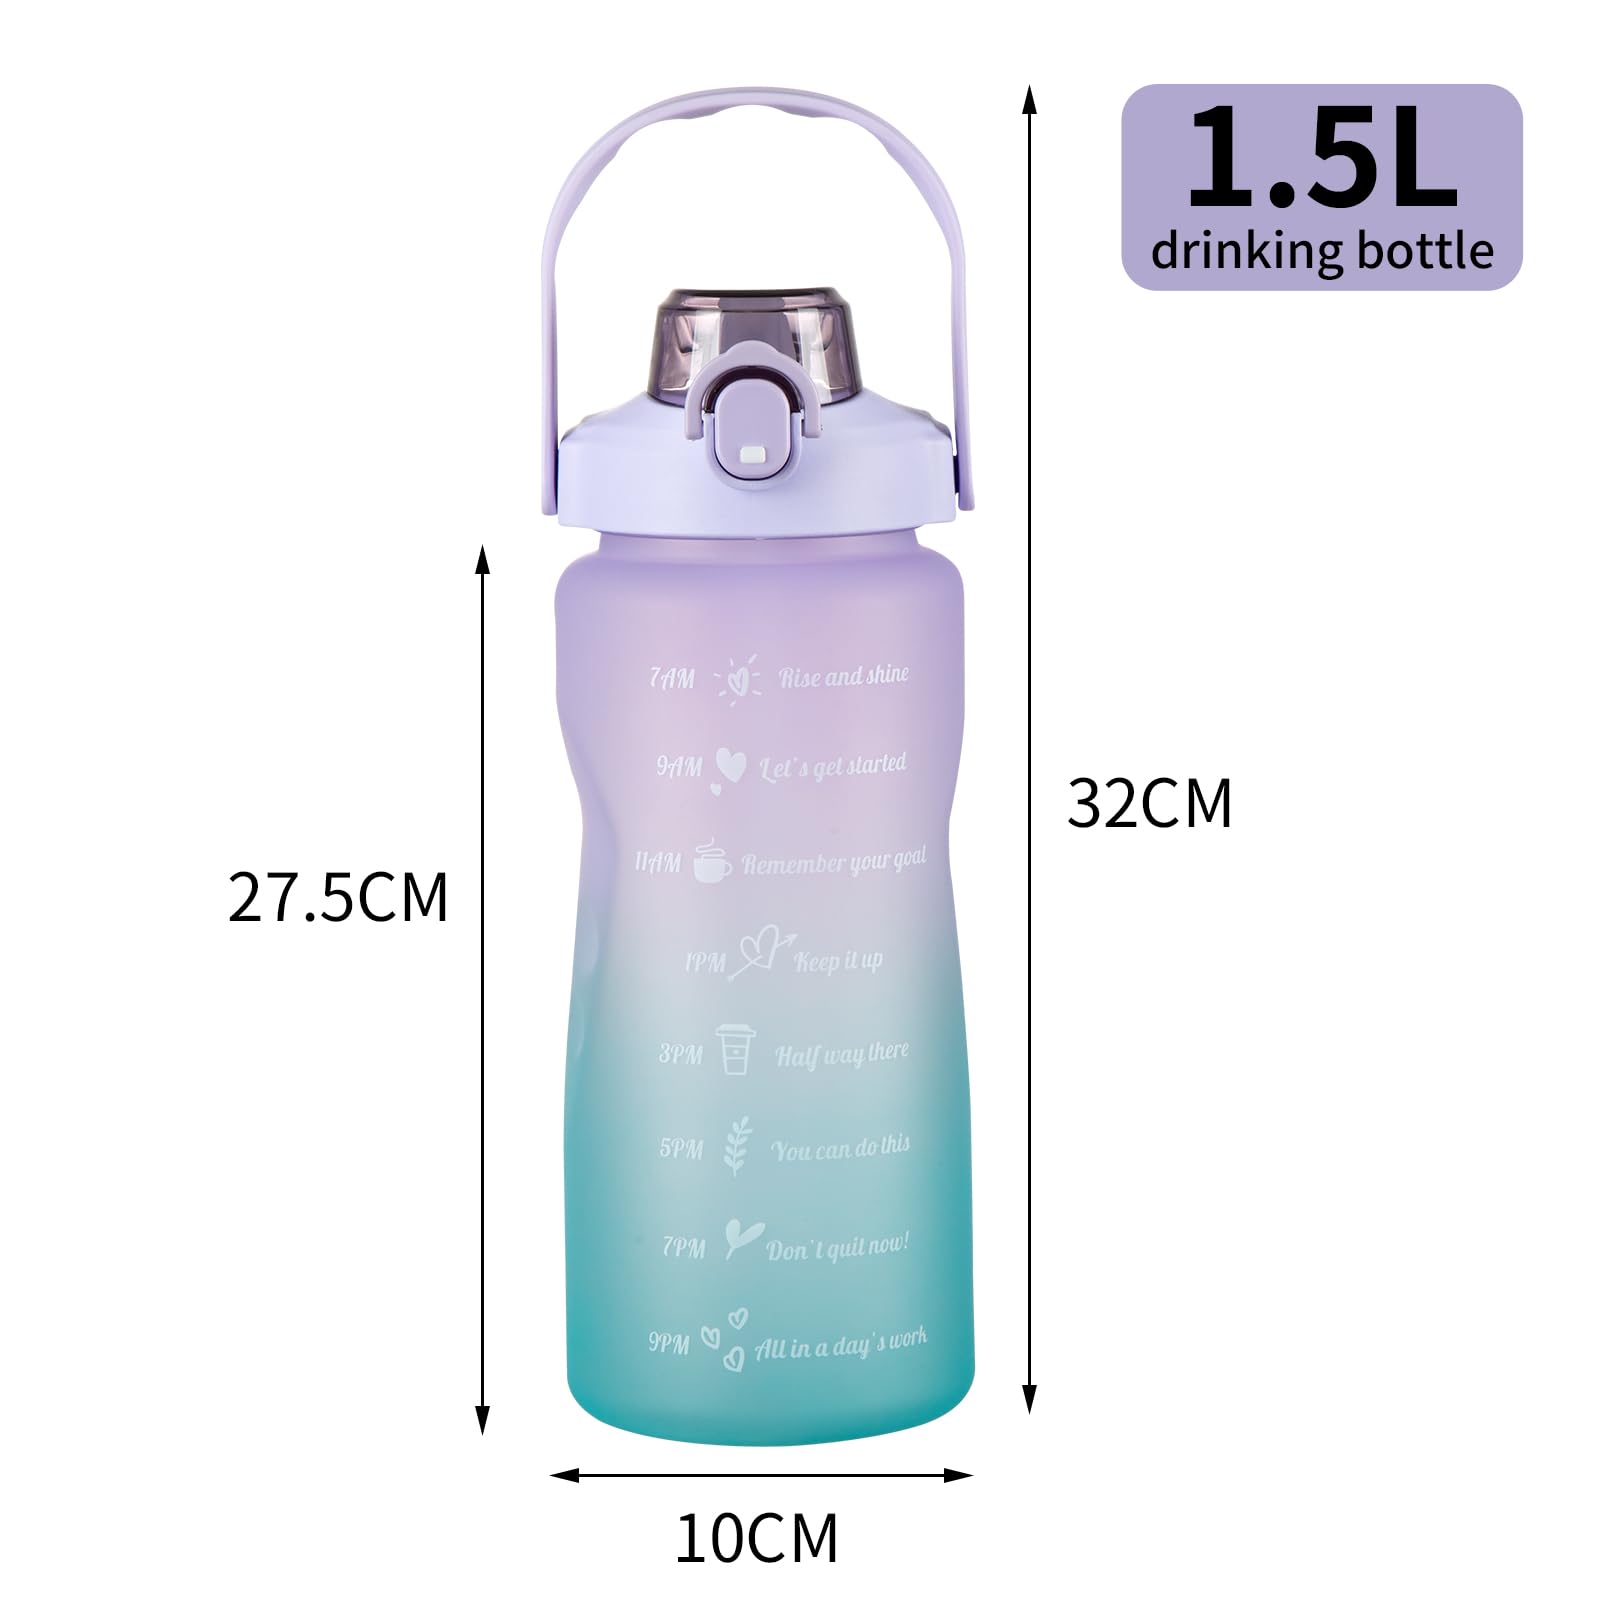 1.5L
drinking bottle
7AM Rise and shine
9AM Let's get started
11AM Remember your goal
1PM Keep it up
3PM Half way there
5PM You can do this
7PM Don't quit now!
9PM All in a day's work
27.5CM
32CM
10CM